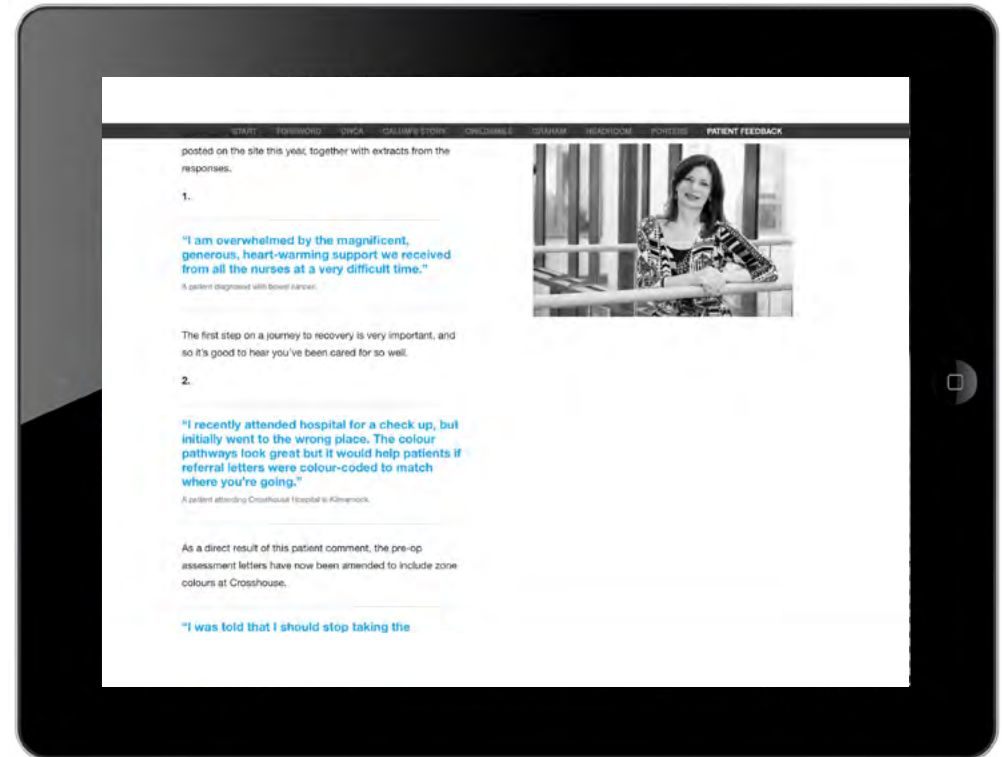 START FOREWORD OWCA CALLUM'S STORY CHILDSMILE GRAHAM HEADROOM PORTERS PATIENT FEEDBACK
posted on the site this year, together with extracts from the
responses.
1.
"I am overwhelmed by the magnificent,
generous, heart-warming support we received
from all the nurses at a very difficult time."
A patient diagnosed with bowel cancer.
The first step on a journey to recovery is very important, and
so it's good to hear you've been cared for so well.
2.
"I recently attended hospital for a check up, but
initially went to the wrong place. The colour
pathways look great but it would help patients if
referral letters were colour-coded to match
where you're going."
A patient attending Crosshouse Hospital in Kilmarnock.
As a direct result of this patient comment, the pre-op
assessment letters have now been amended to include zone
colours at Crosshouse.
"I was told that I should stop taking the